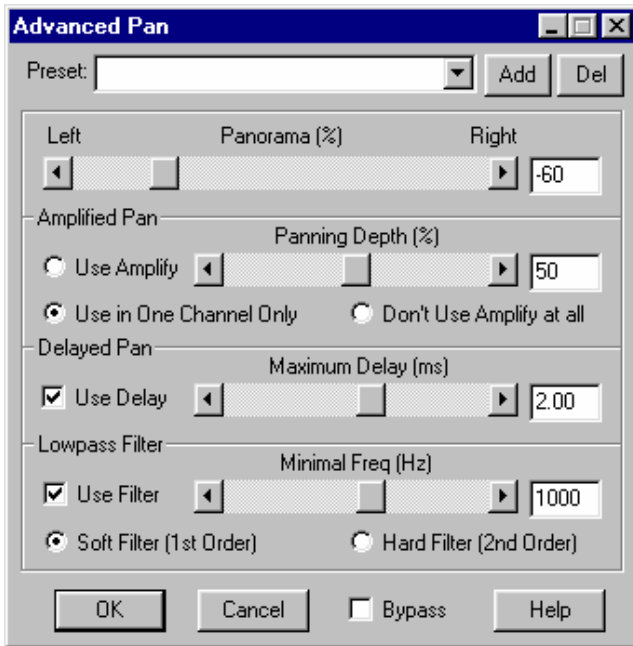 Advanced Pan
Preset: Add Del
Left Panorama (%) Right
-60
Amplified Pan
Panning Depth (%)
Use Amplify 50
Use in One Channel Only Don't Use Amplify at all
Delayed Pan
Maximum Delay (ms)
Use Delay 2.00
Lowpass Filter
Minimal Freq (Hz)
Use Filter 1000
Soft Filter (1st Order) Hard Filter (2nd Order)
OK Cancel Bypass Help